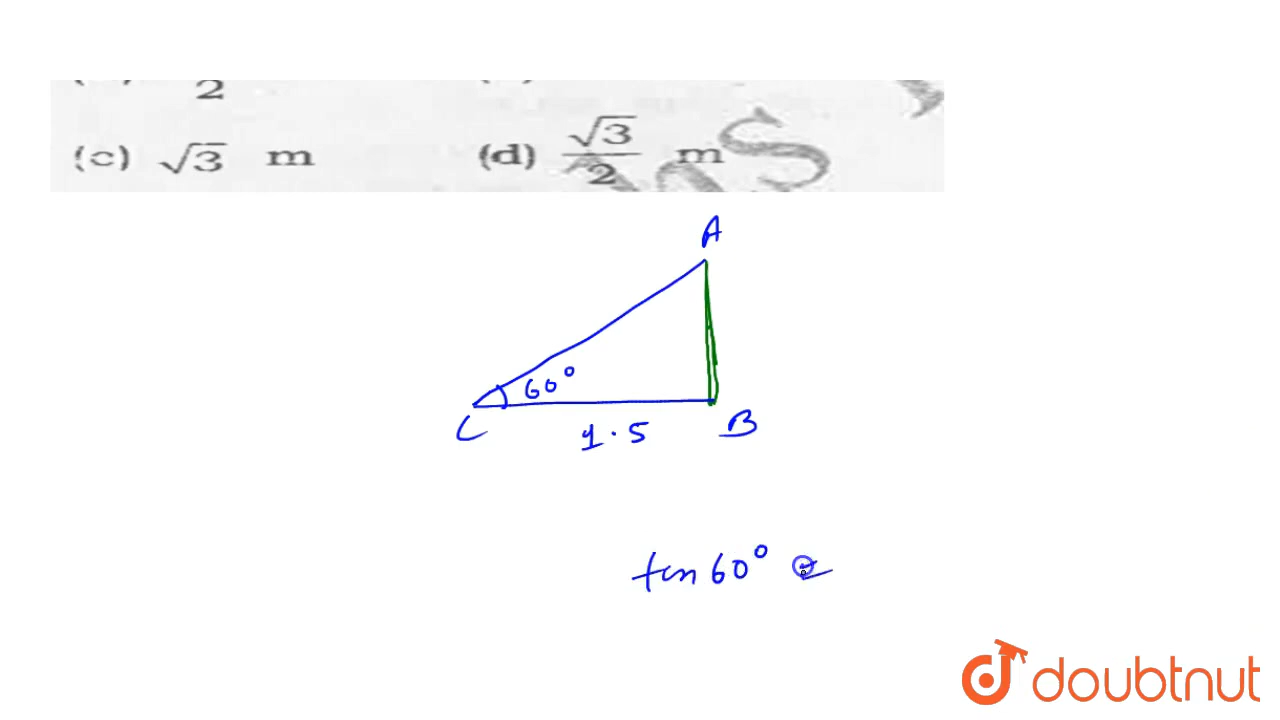 2
(c) √3 m (d) √3/2 m
A
60°
C 1.5 B
tan 60° =
doubtnut